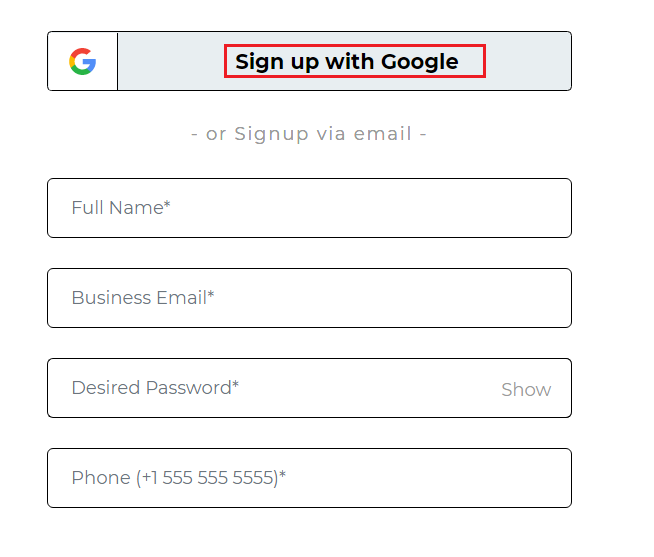 Sign up with Google
- or Signup via email -
Full Name*
Business Email*
Desired Password*
Show
Phone (+1 555 555 5555)*